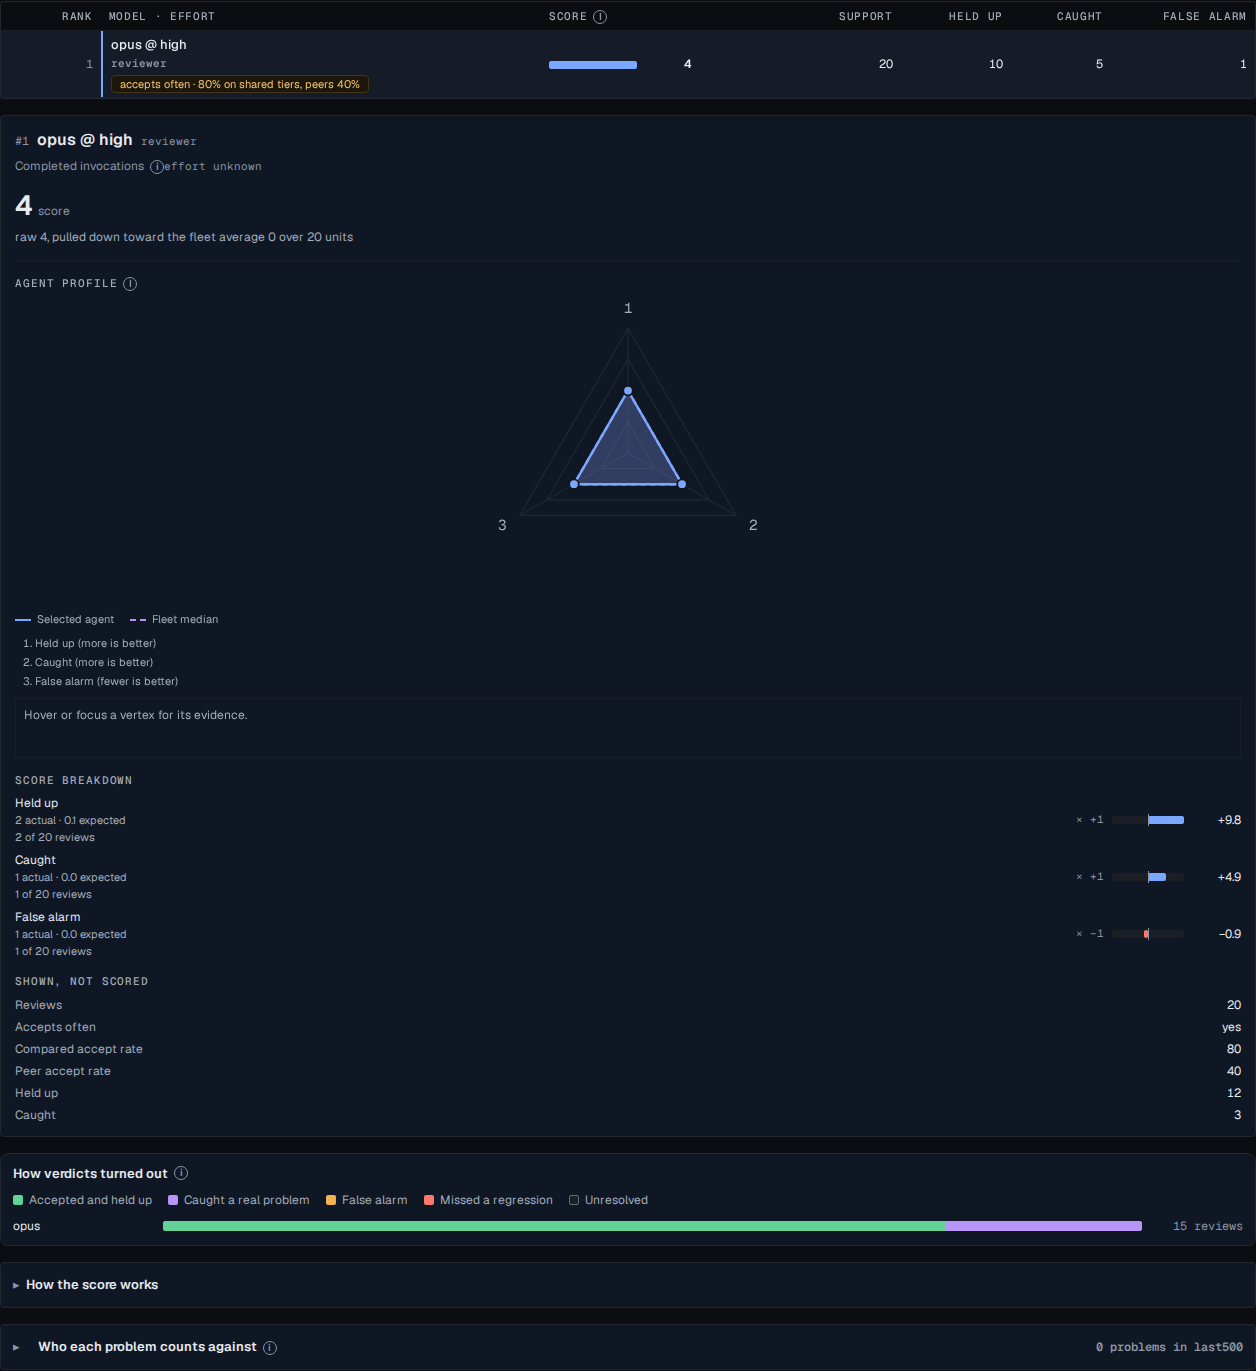 RANK MODEL · EFFORT SCORE i SUPPORT HELD UP CAUGHT FALSE ALARM
opus @ high
1 reviewer 4 20 10 5 1
accepts often · 80% on shared tiers, peers 40%
#1 opus @ high reviewer
Completed invocations i effort unknown
4 score
raw 4, pulled down toward the fleet average 0 over 20 units
AGENT PROFILE i
1
3 2
Selected agent Fleet median
1. Held up (more is better)
2. Caught (more is better)
3. False alarm (fewer is better)
Hover or focus a vertex for its evidence.
SCORE BREAKDOWN
Held up
2 actual · 0.1 expected × +1 +9.8
2 of 20 reviews
Caught
1 actual · 0.0 expected × +1 +4.9
1 of 20 reviews
False alarm
1 actual · 0.0 expected × −1 −0.9
1 of 20 reviews
SHOWN, NOT SCORED
Reviews 20
Accepts often yes
Compared accept rate 80
Peer accept rate 40
Held up 12
Caught 3
How verdicts turned out i
Accepted and held up Caught a real problem False alarm Missed a regression Unresolved
opus 15 reviews
▸ How the score works
▸ Who each problem counts against i 0 problems in last500